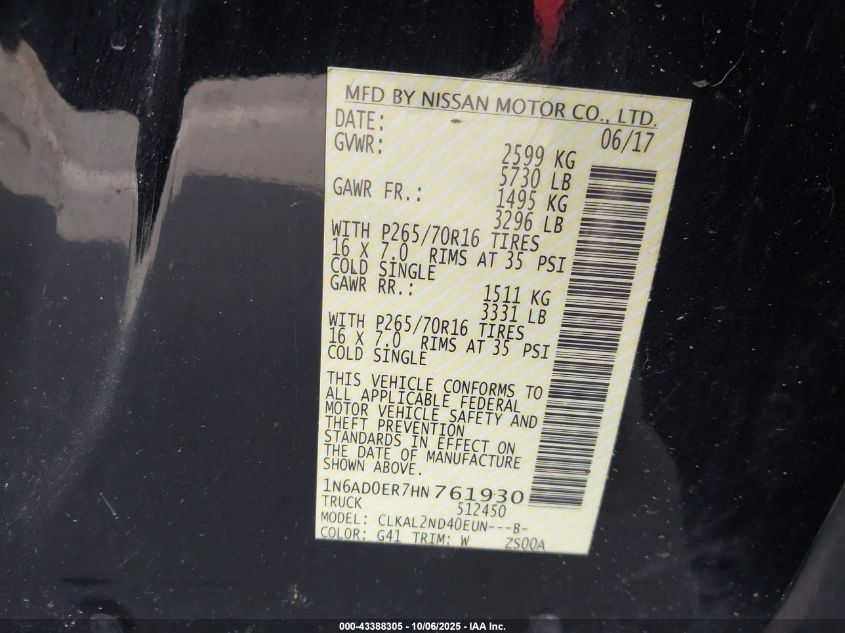 MFD BY NISSAN MOTOR CO., LTD.
DATE: 06/17
GVWR: 2599 KG
5730 LB
GAWR FR.: 1495 KG
3296 LB
WITH P265/70R16 TIRES
16 X 7.0 RIMS AT 35 PSI
COLD SINGLE
GAWR RR.: 1511 KG
3331 LB
WITH P265/70R16 TIRES
16 X 7.0 RIMS AT 35 PSI
COLD SINGLE
THIS VEHICLE CONFORMS TO
ALL APPLICABLE FEDERAL
MOTOR VEHICLE SAFETY AND
THEFT PREVENTION
STANDARDS IN EFFECT ON
THE DATE OF MANUFACTURE
SHOWN ABOVE.
1N6AD0ER7HN761930
TRUCK 512450
MODEL: CLKAL2ND40EUN---B-
COLOR: G41 TRIM: W ZS00A
000-43388305 - 10/06/2025 - IAA Inc.